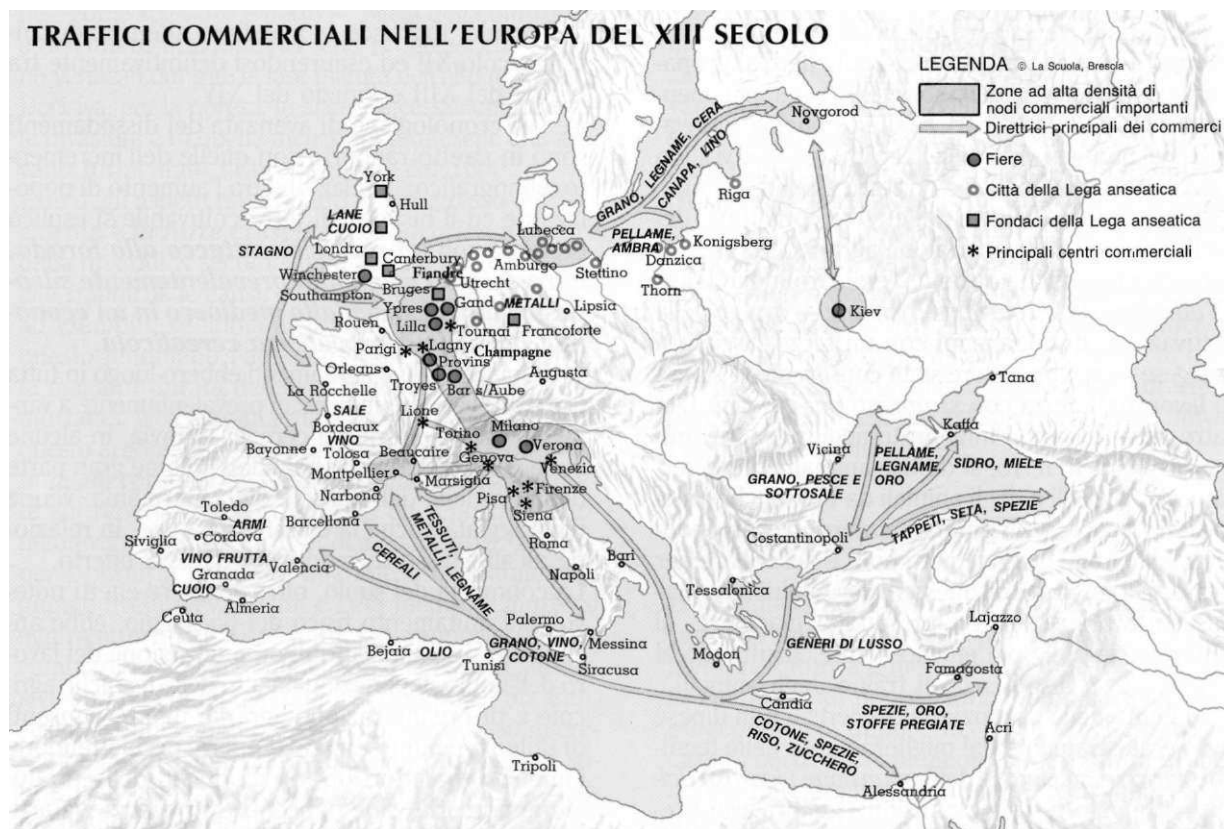 TRAFFICI COMMERCIALI NELL'EUROPA DEL XIII SECOLO
LEGENDA © La Scuola, Brescia
Zone ad alta densità di
nodi commerciali importanti
Direttrici principali dei commerci
Fiere
Città della Lega anseatica
Fondaci della Lega anseatica
Principali centri commerciali
Novgorod
GRANO, LEGNAME, CERA
CANAPA, LINO
Riga
York
Hull
LANE
CUOIO
STAGNO
Londra
Canterbury
Winchester
Southampton
Lubecca
PELLAME,
AMBRA
Konigsberg
Danzica
Amburgo
Stettino
Thorn
Fiandre
Utrecht
Bruges
Gand
METALLI
Lipsia
Ypres
Lilla
Tournai
Francoforte
Kiev
Rouen
Parigi
Lagny
Champagne
Provins
Orleans
Troyes
Bar s/Aube
Augusta
La Rocchelle
SALE
Bordeaux
VINO
Lione
Torino
Milano
Verona
Bayonne
Tolosa
Beaucaire
Genova
Venezia
Montpellier
Marsiglia
Narbona
Pisa
Firenze
Siena
Tana
Kaffa
Vicina
PELLAME,
LEGNAME,
ORO
SIDRO, MIELE
GRANO, PESCE E
SOTTOSALE
TAPPETI, SETA, SPEZIE
Costantinopoli
Toledo
ARMI
Barcellona
Siviglia
Cordova
VINO FRUTTA
Valencia
Granada
CUOIO
Almeria
Ceuta
TESSUTI,
METALLI, LEGNAME
CEREALI
Roma
Bari
Napoli
Tessalonica
Palermo
Messina
Siracusa
GRANO, VINO,
COTONE
Bejaia
OLIO
Tunisi
Modon
GENERI DI LUSSO
Lajazzo
Famagosta
Candia
SPEZIE, ORO,
STOFFE PREGIATE
Acri
COTONE, SPEZIE,
RISO, ZUCCHERO
Tripoli
Alessandria